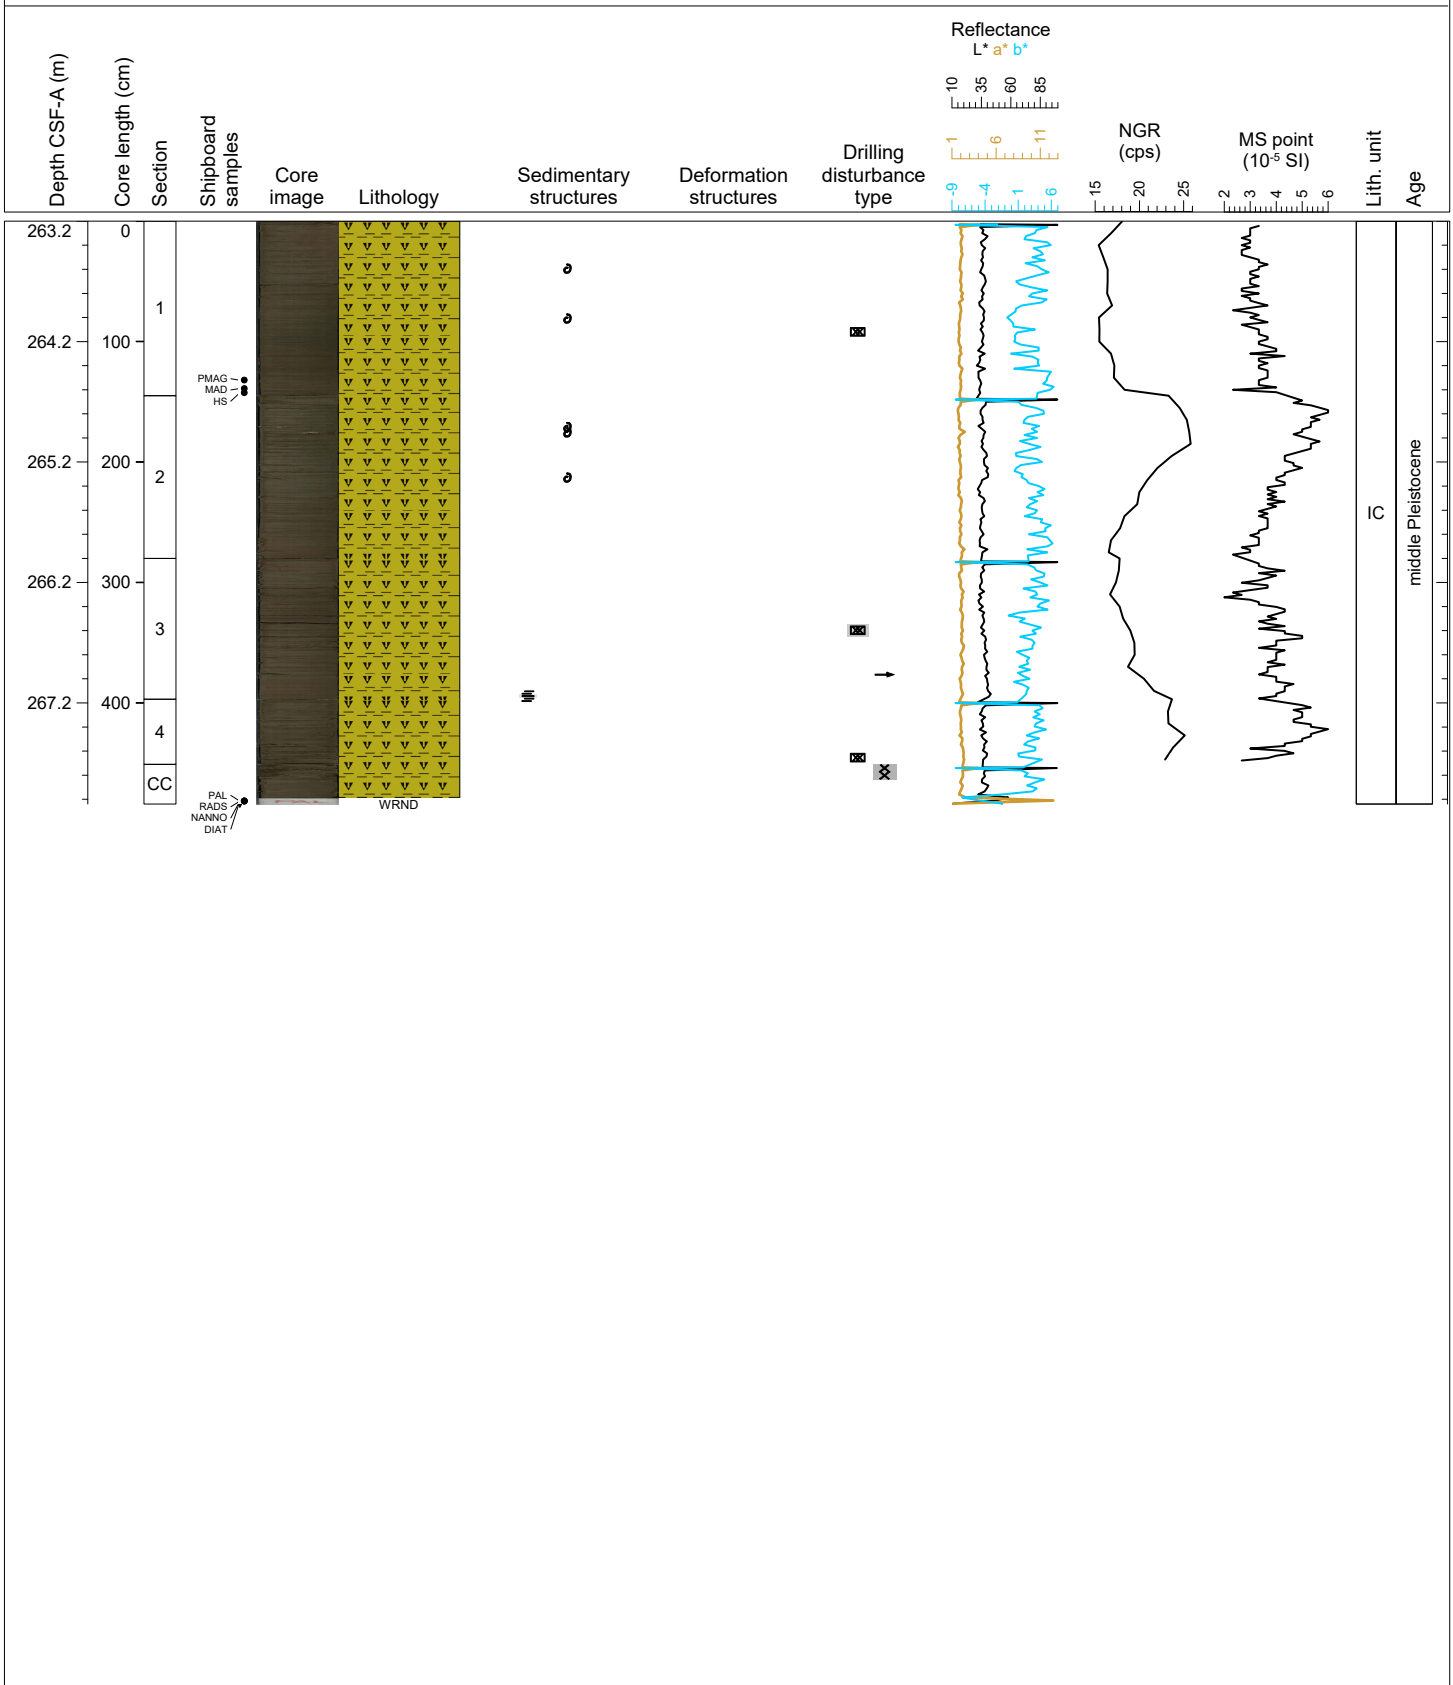 Depth CSF-A (m)
Core length (cm)
Section
Shipboard
samples
Core
image
Lithology
Sedimentary
structures
Deformation
structures
Drilling
disturbance
type
Reflectance
L* a* b*
10 35 60 85
1 6 11
-9 -4 1 6
NGR
(cps)
15 20 25
MS point
(10⁻⁵ SI)
2 3 4 5 6
Lith. unit
Age
263.2 0
1
264.2 100
PMAG
MAD
HS
265.2 200
2
IC
middle Pleistocene
266.2 300
3
267.2 400
4
CC
PAL
RADS
NANNO
DIAT
WRND